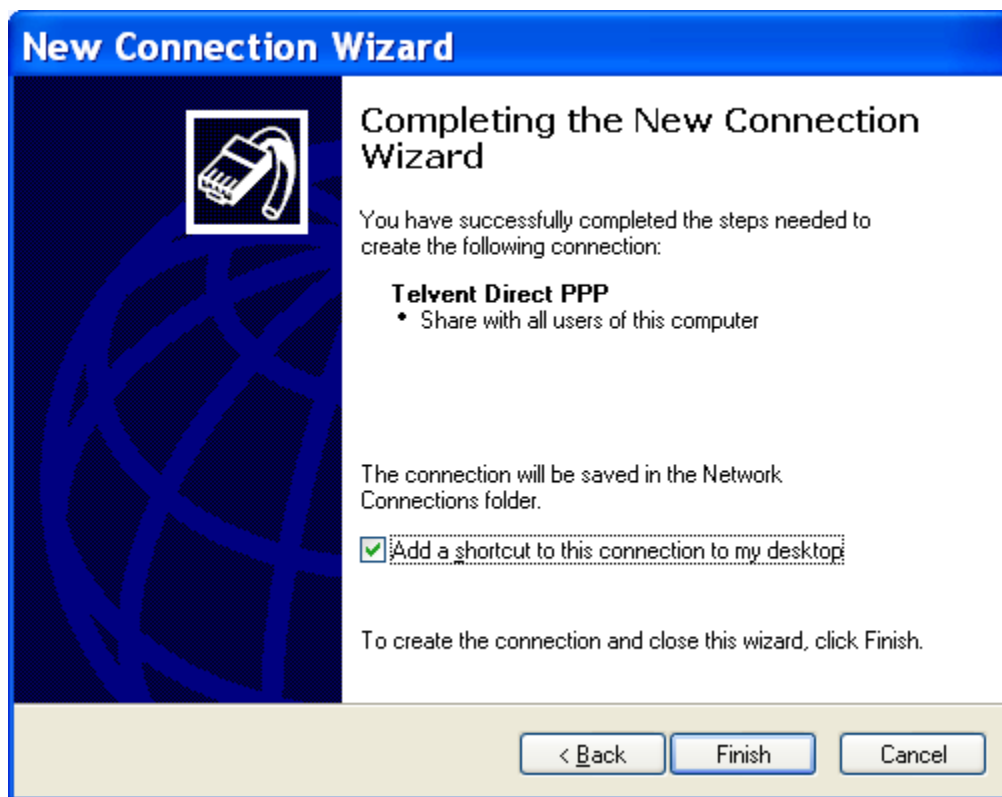 New Connection Wizard
Completing the New Connection
Wizard
You have successfully completed the steps needed to
create the following connection:
Telvent Direct PPP
• Share with all users of this computer
The connection will be saved in the Network
Connections folder.
Add a shortcut to this connection to my desktop
To create the connection and close this wizard, click Finish.
< Back Finish Cancel